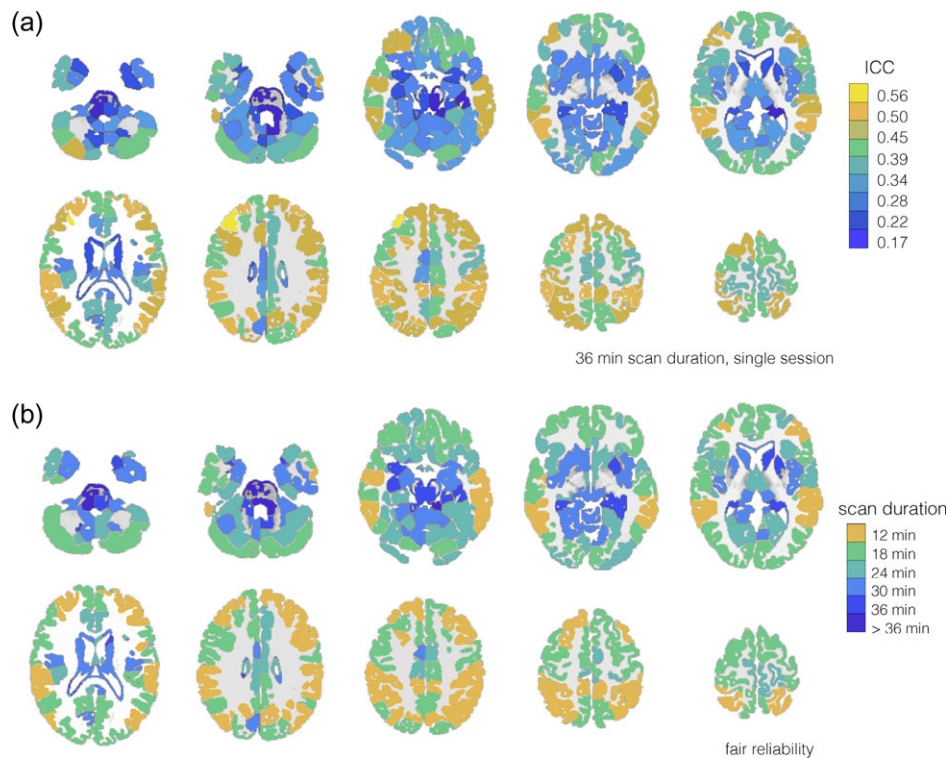 (a)
ICC
0.56
0.50
0.45
0.39
0.34
0.28
0.22
0.17
36 min scan duration, single session
(b)
scan duration
12 min
18 min
24 min
30 min
36 min
> 36 min
fair reliability